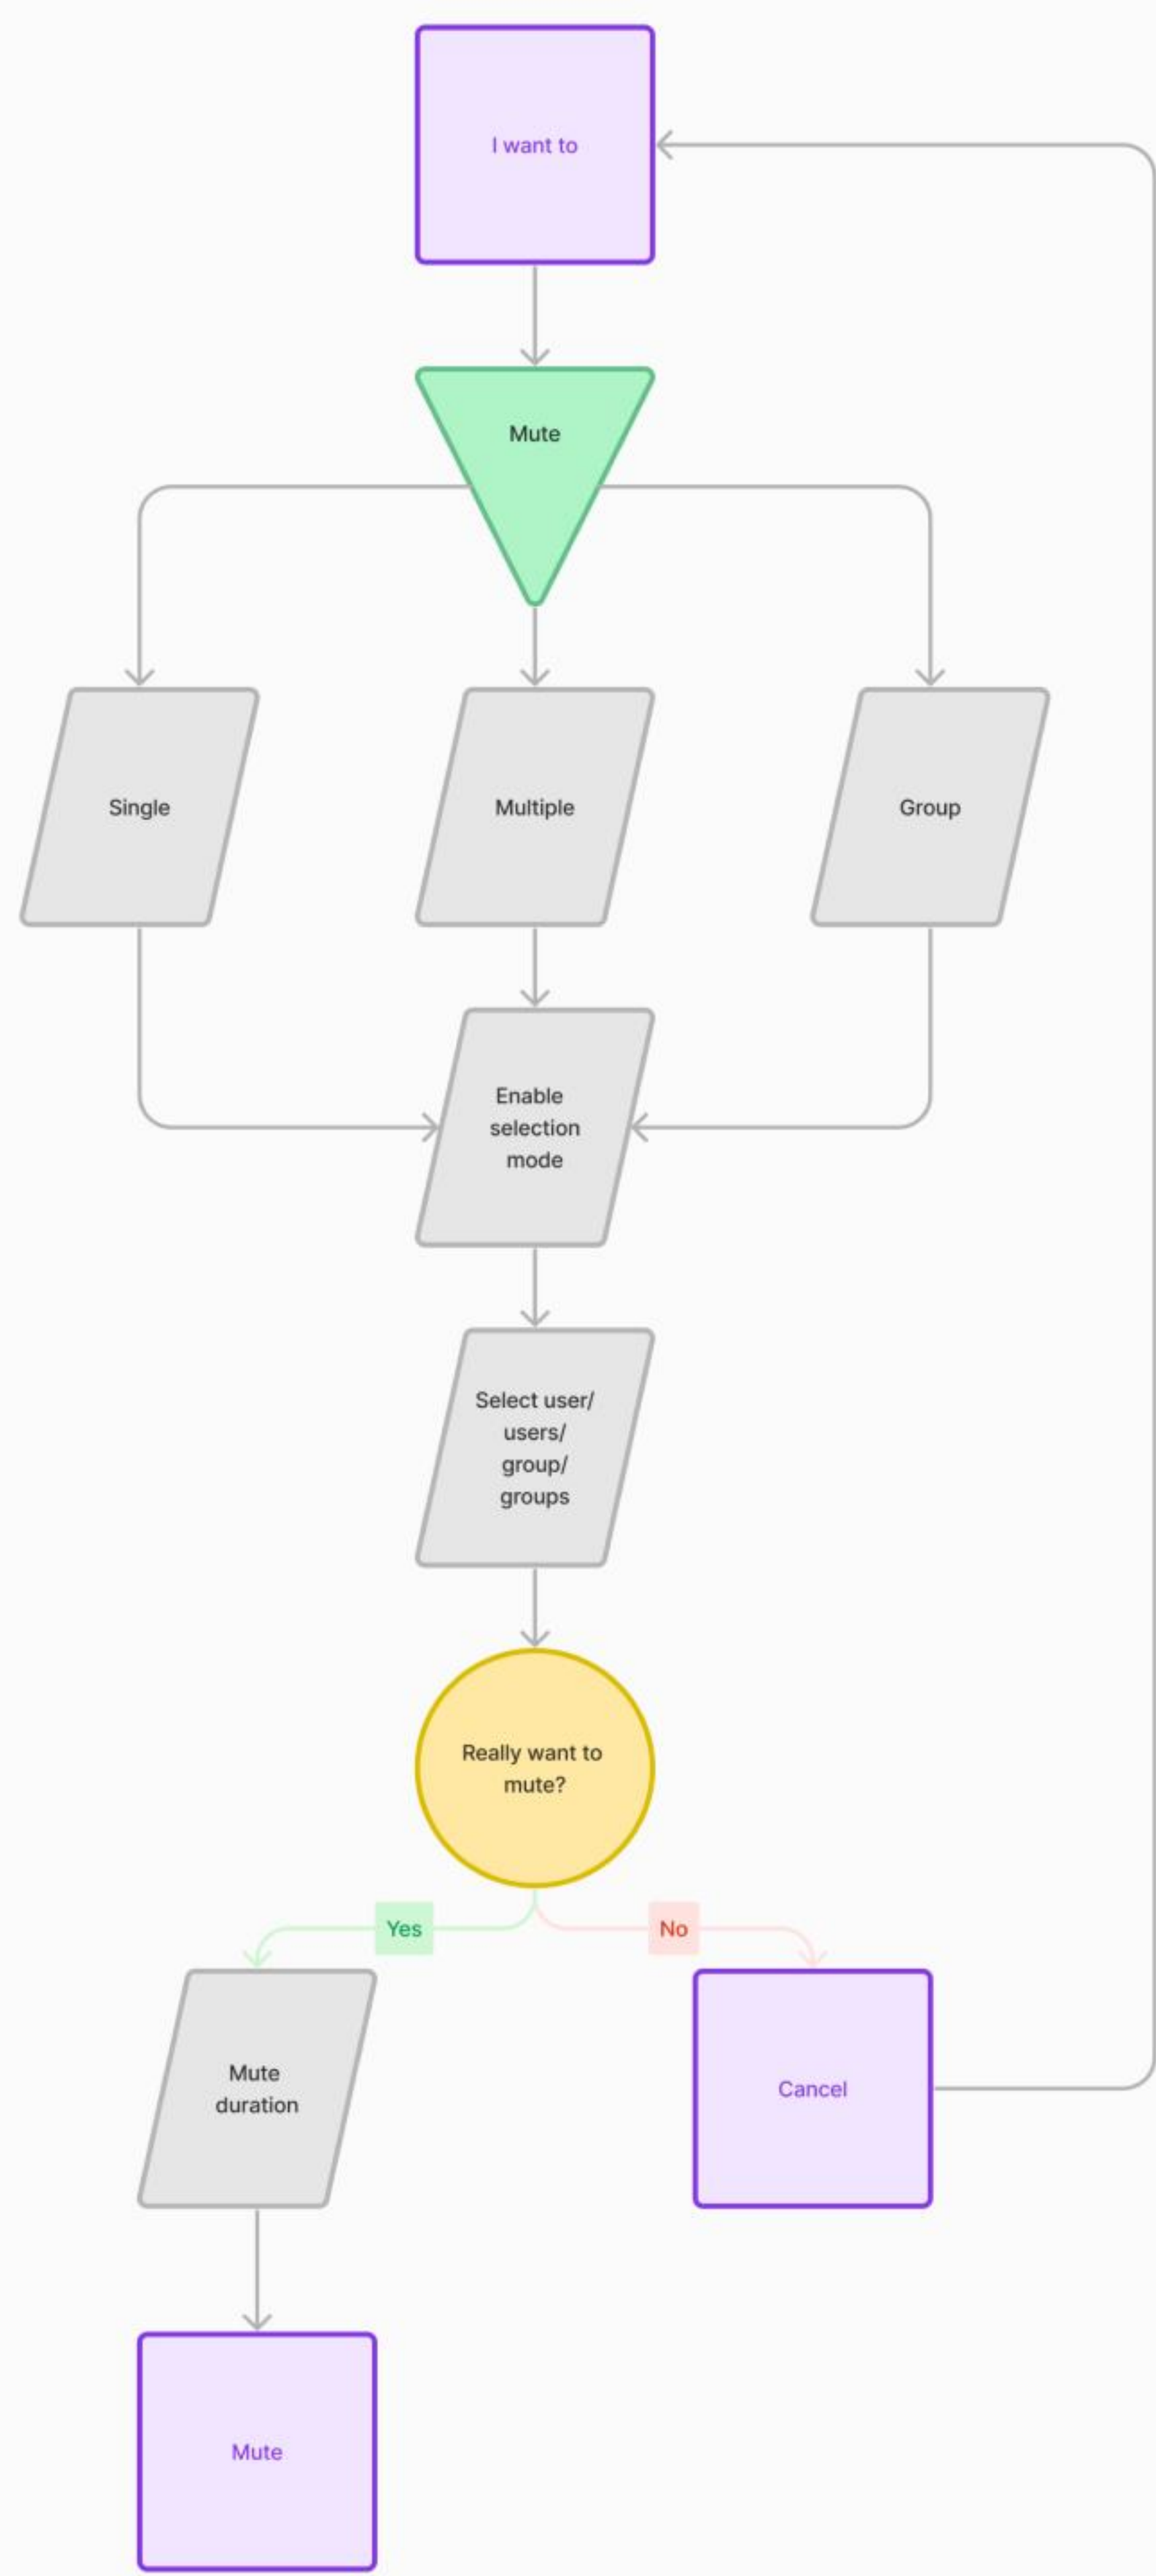 I want to
Mute
Single
Multiple
Group
Enable
selection
mode
Select user/
users/
group/
groups
Really want to
mute?
Yes
No
Mute
duration
Cancel
Mute